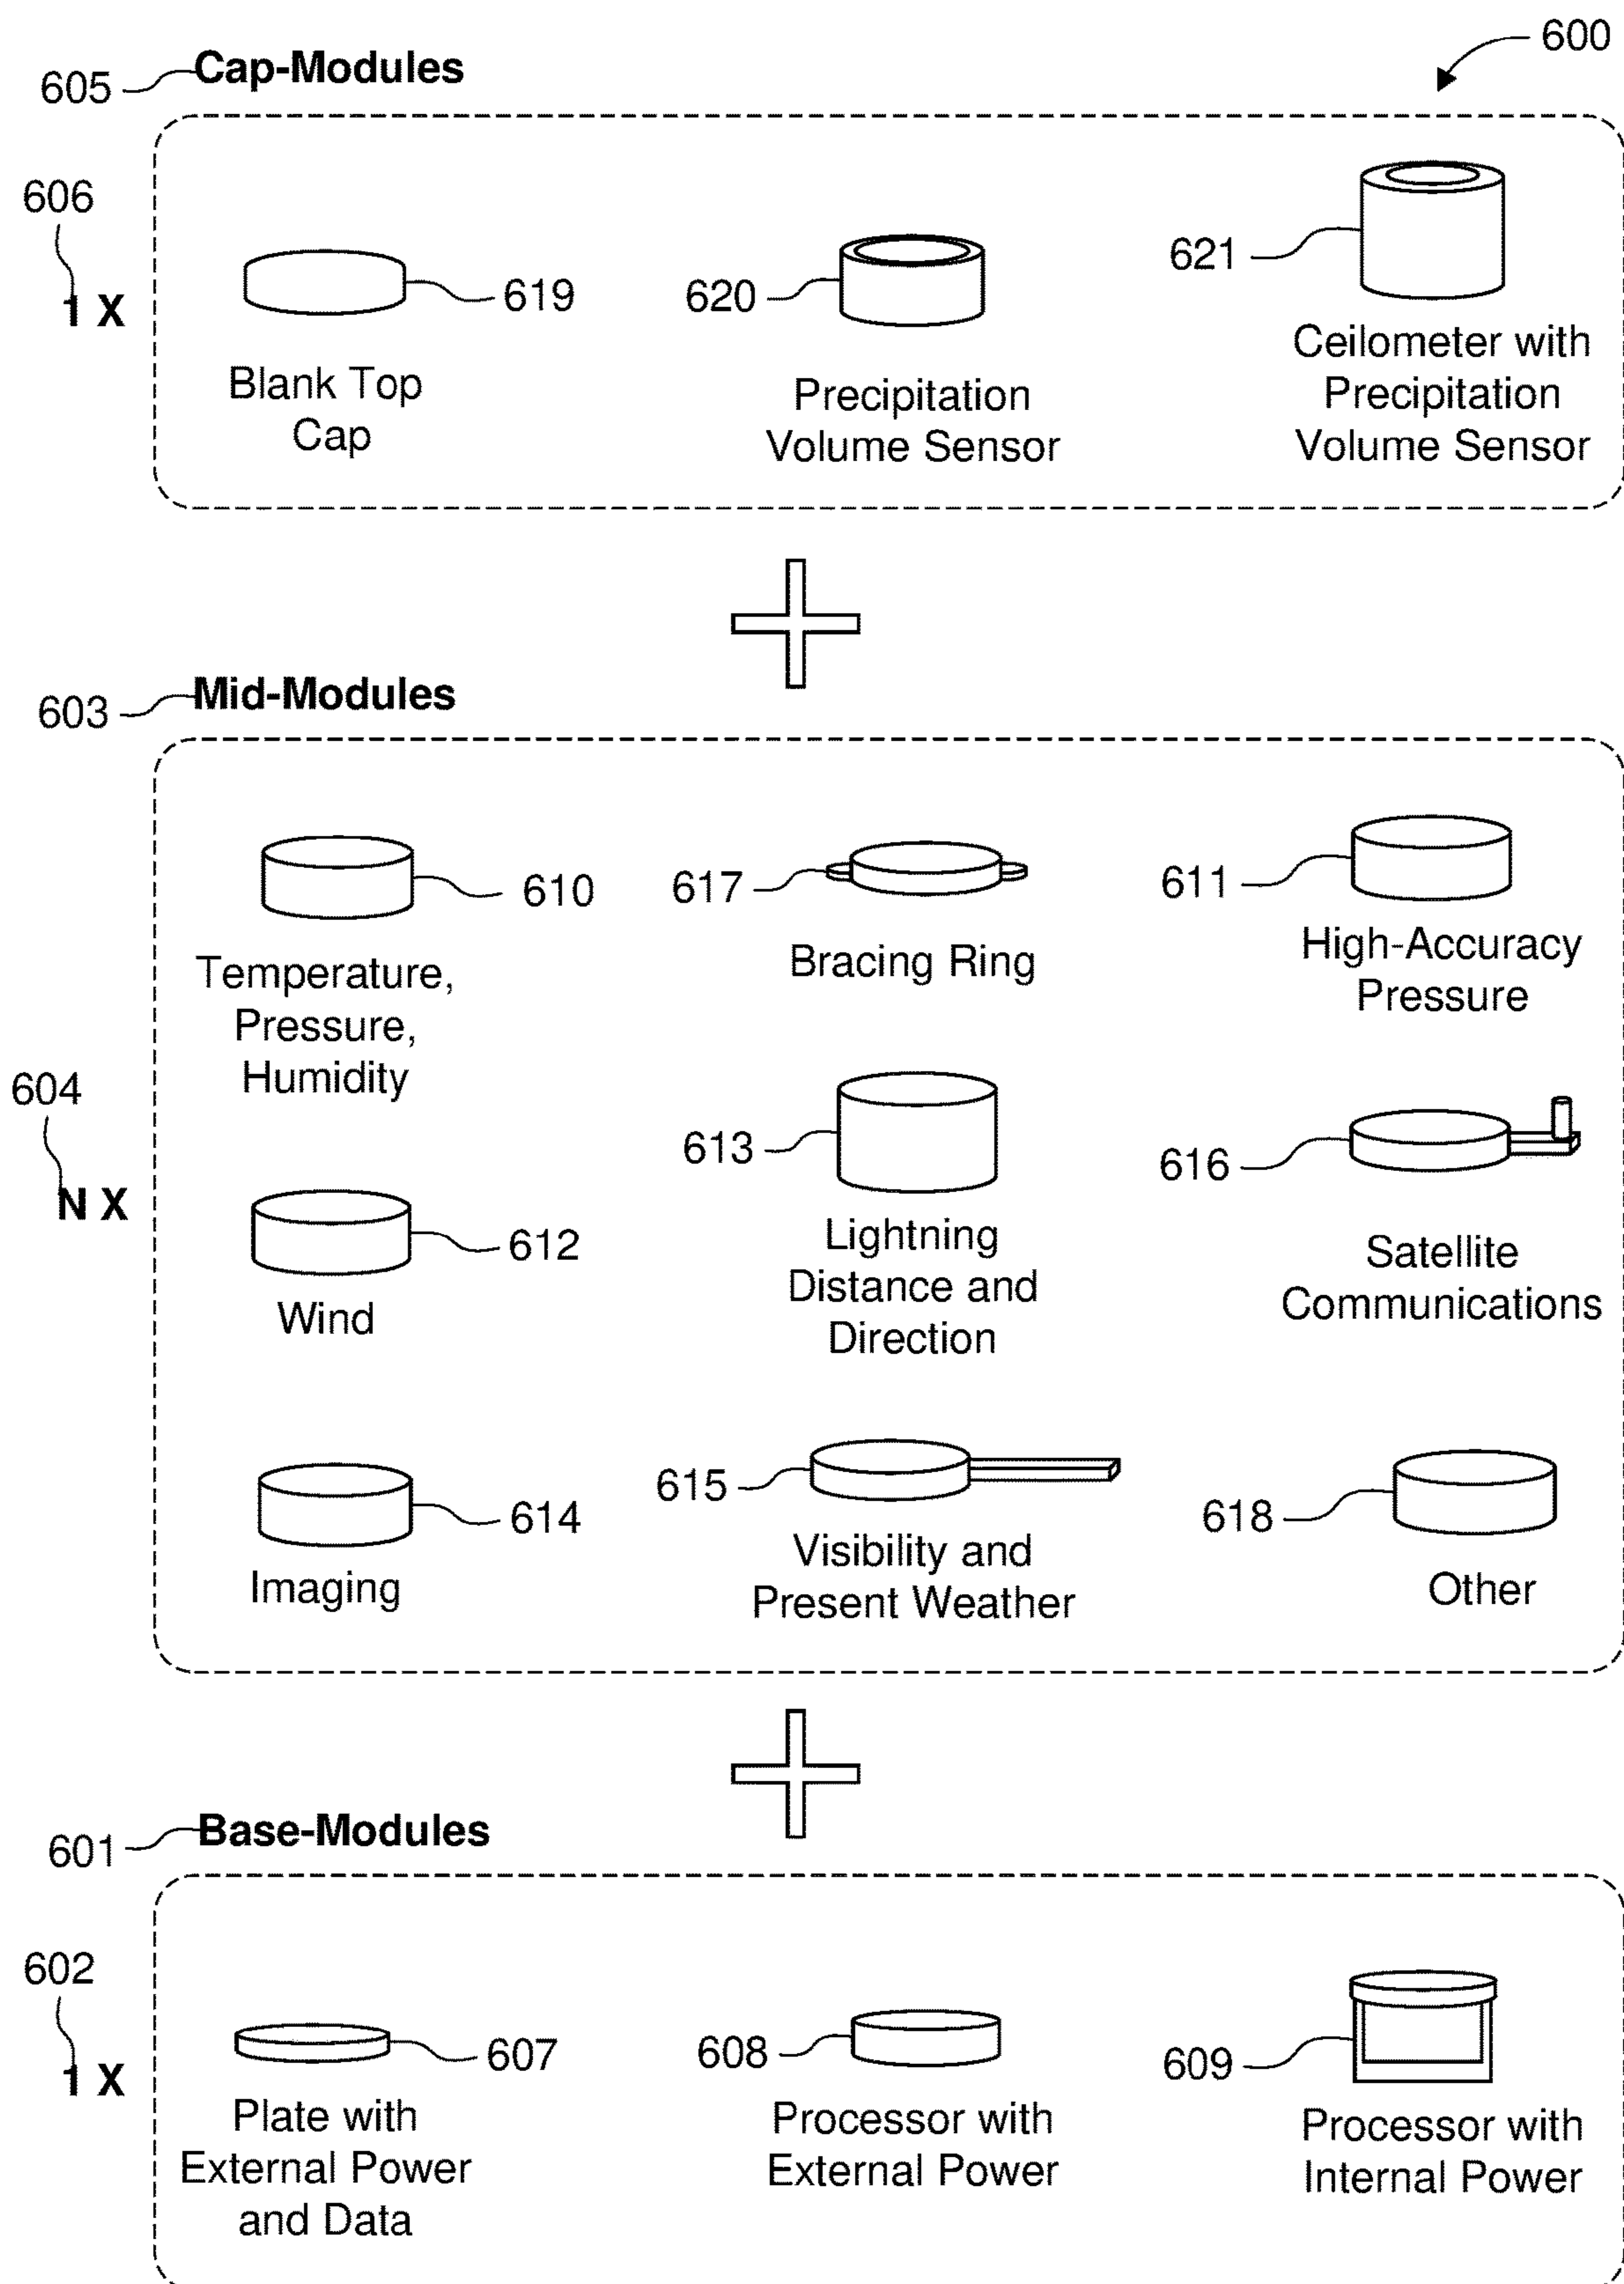 600
605 Cap-Modules
606
1 X
619
620
621
Blank Top
Cap
Precipitation
Volume Sensor
Ceilometer with
Precipitation
Volume Sensor
603 Mid-Modules
604
N X
610
617
611
Temperature,
Pressure,
Humidity
Bracing Ring
High-Accuracy
Pressure
612
613
616
Wind
Lightning
Distance and
Direction
Satellite
Communications
614
615
618
Imaging
Visibility and
Present Weather
Other
601 Base-Modules
602
1 X
607
608
609
Plate with
External Power
and Data
Processor with
External Power
Processor with
Internal Power